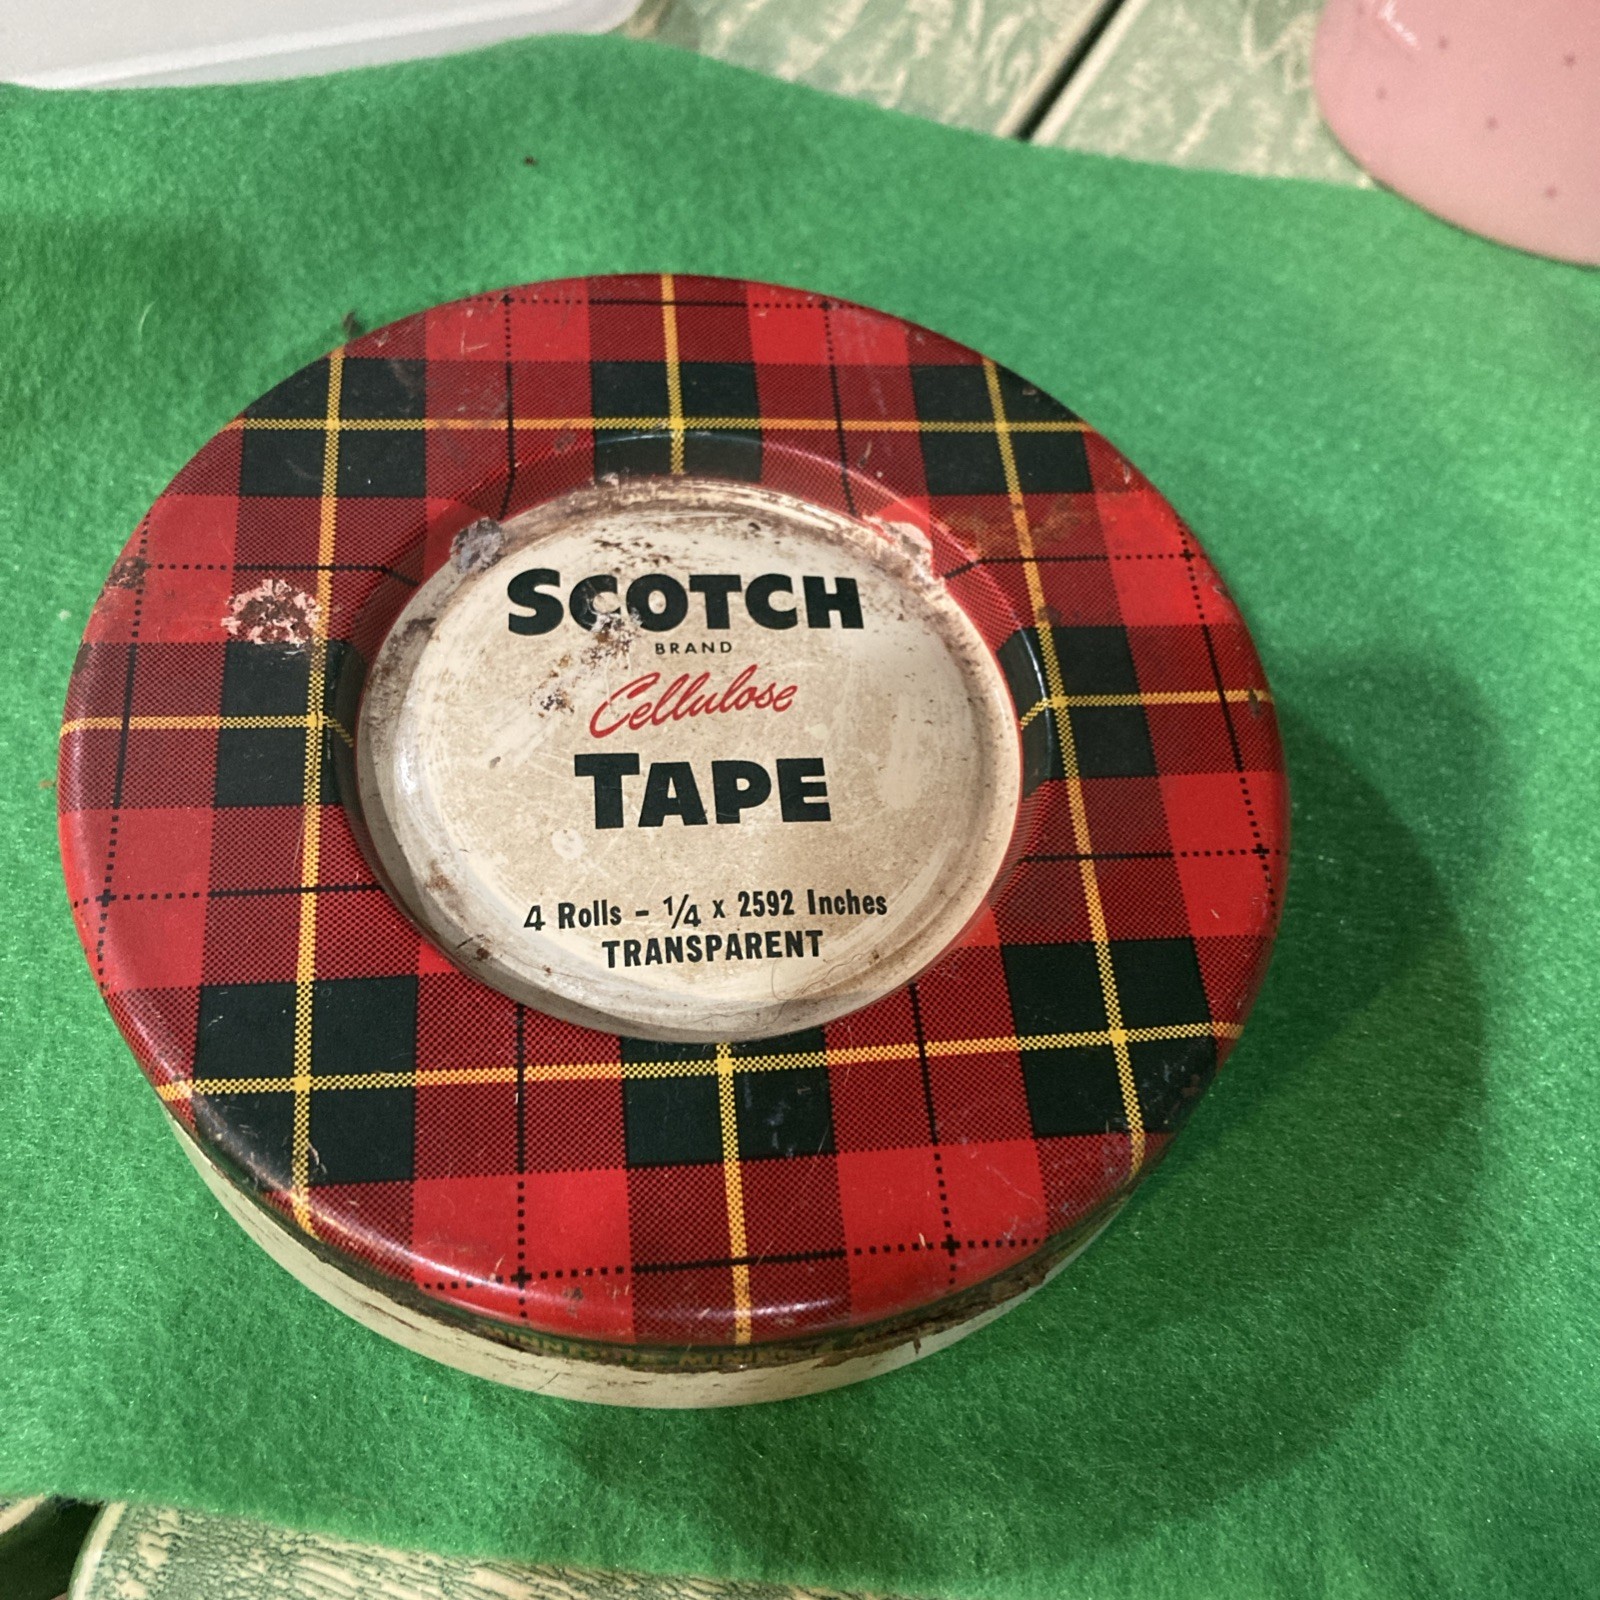 SCOTCH
BRAND
Cellulose
TAPE
4 Rolls - 1/4 x 2592 Inches
TRANSPARENT